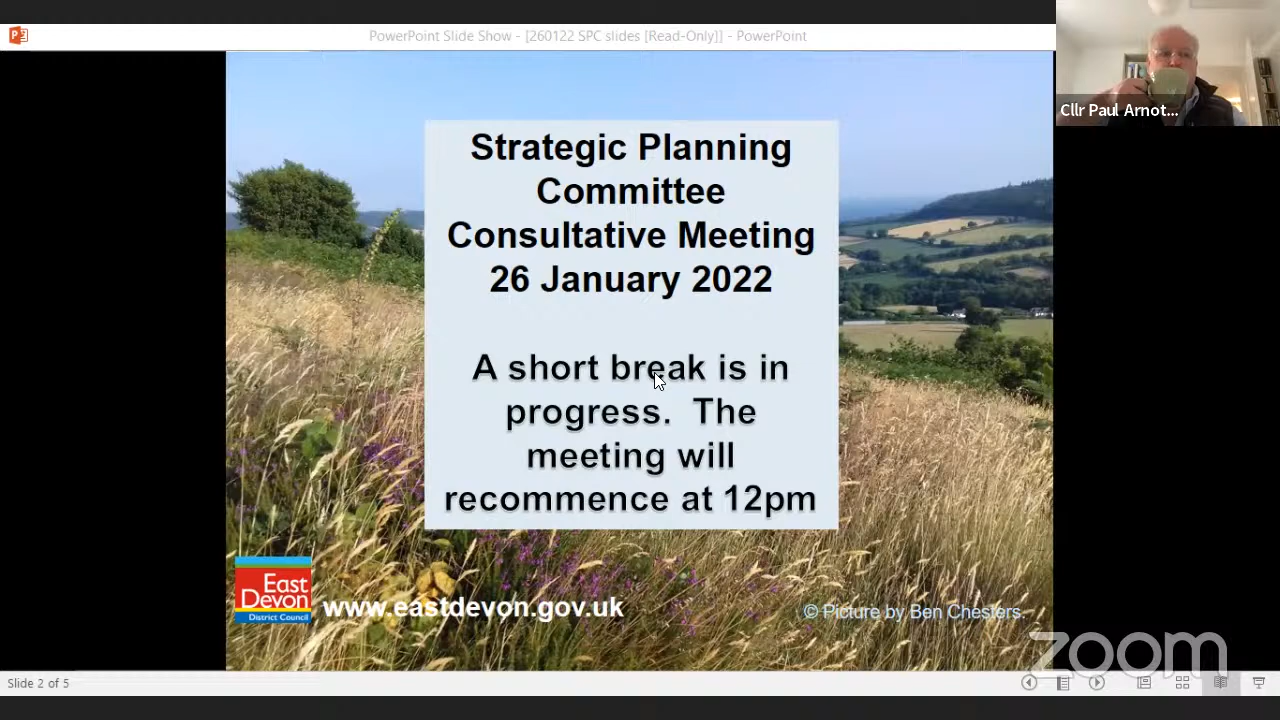 PowerPoint Slide Show - [260122 SPC slides [Read-Only]] - PowerPoint
Cllr Paul Arnot...
Strategic Planning
Committee
Consultative Meeting
26 January 2022
A short break is in
progress. The
meeting will
recommence at 12pm
East
Devon
District Council
www.eastdevon.gov.uk
© Picture by Ben Chesters.
zoom
Slide 2 of 5